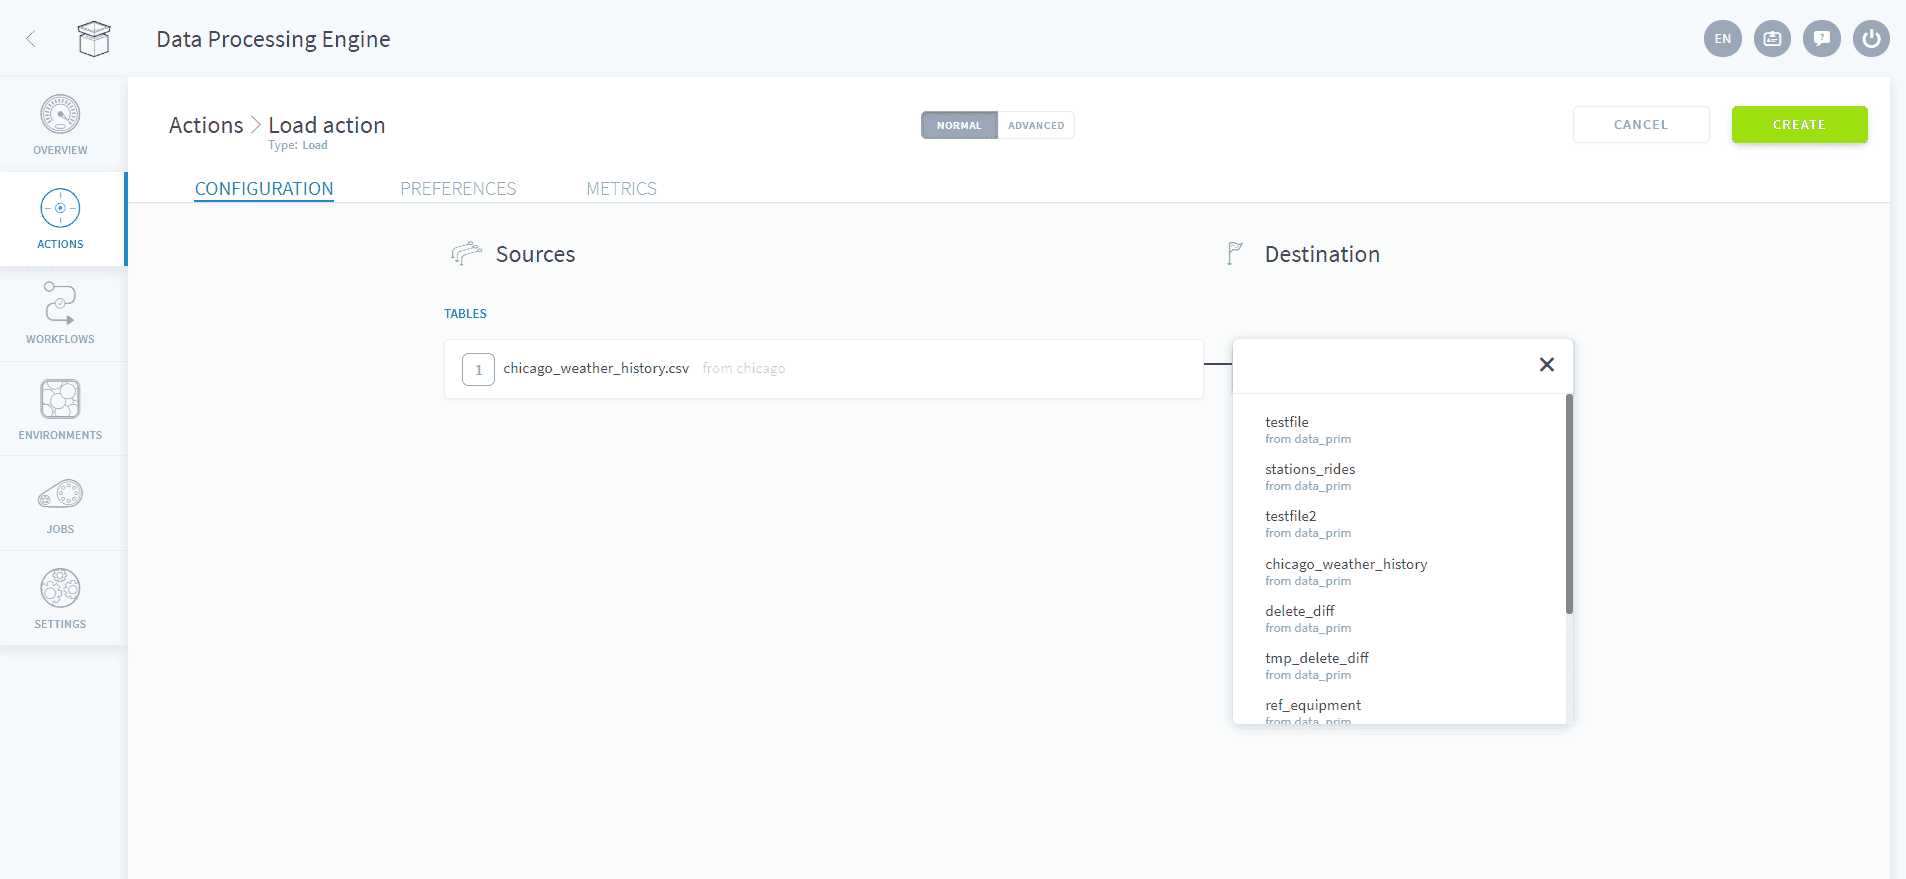 Data Processing Engine
EN
OVERVIEW
ACTIONS
WORKFLOWS
ENVIRONMENTS
JOBS
SETTINGS
Actions > Load action
Type: Load
NORMAL ADVANCED
CANCEL
CREATE
CONFIGURATION PREFERENCES METRICS
Sources
Destination
TABLES
1 chicago_weather_history.csv from chicago
testfile
from data_prim
stations_rides
from data_prim
testfile2
from data_prim
chicago_weather_history
from data_prim
delete_diff
from data_prim
tmp_delete_diff
from data_prim
ref_equipment
from data_prim